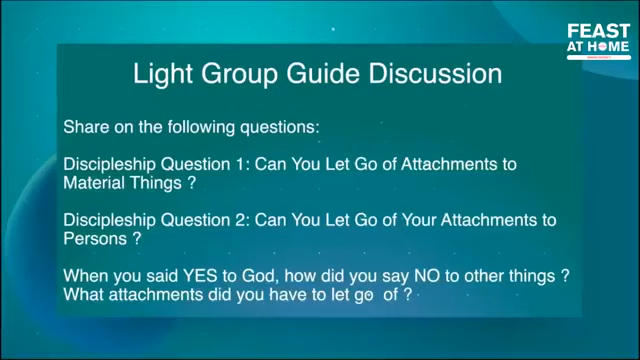 FEAST
AT HOME
Light Group Guide Discussion
Share on the following questions:
Discipleship Question 1: Can You Let Go of Attachments to
Material Things ?
Discipleship Question 2: Can You Let Go of Your Attachments to
Persons ?
When you said YES to God, how did you say NO to other things ?
What attachments did you have to let go of ?